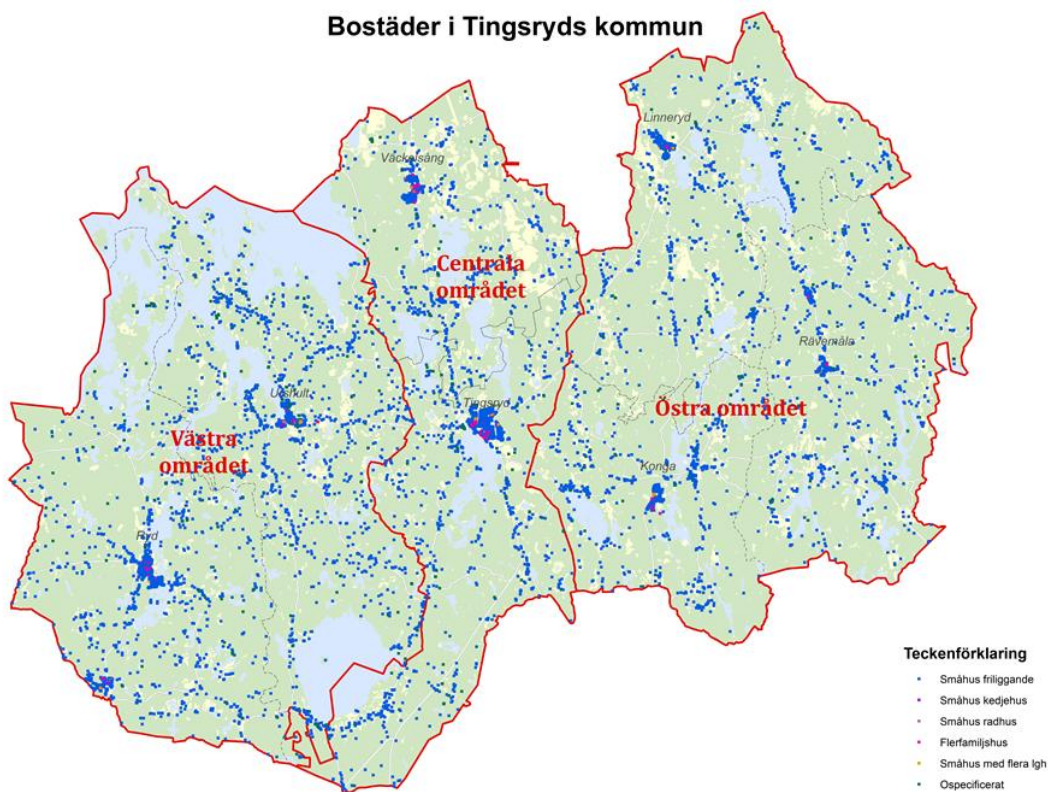 Bostäder i Tingsryds kommun
Linneryd
Väckelsång
Centrala
området
Rävemåla
Urshult
Tingsryd
Östra området
Västra
området
Konga
Ryd
Teckenförklaring
Småhus friliggande
Småhus kedjehus
Småhus radhus
Flerfamiljshus
Småhus med flera lgh
Ospecificerat